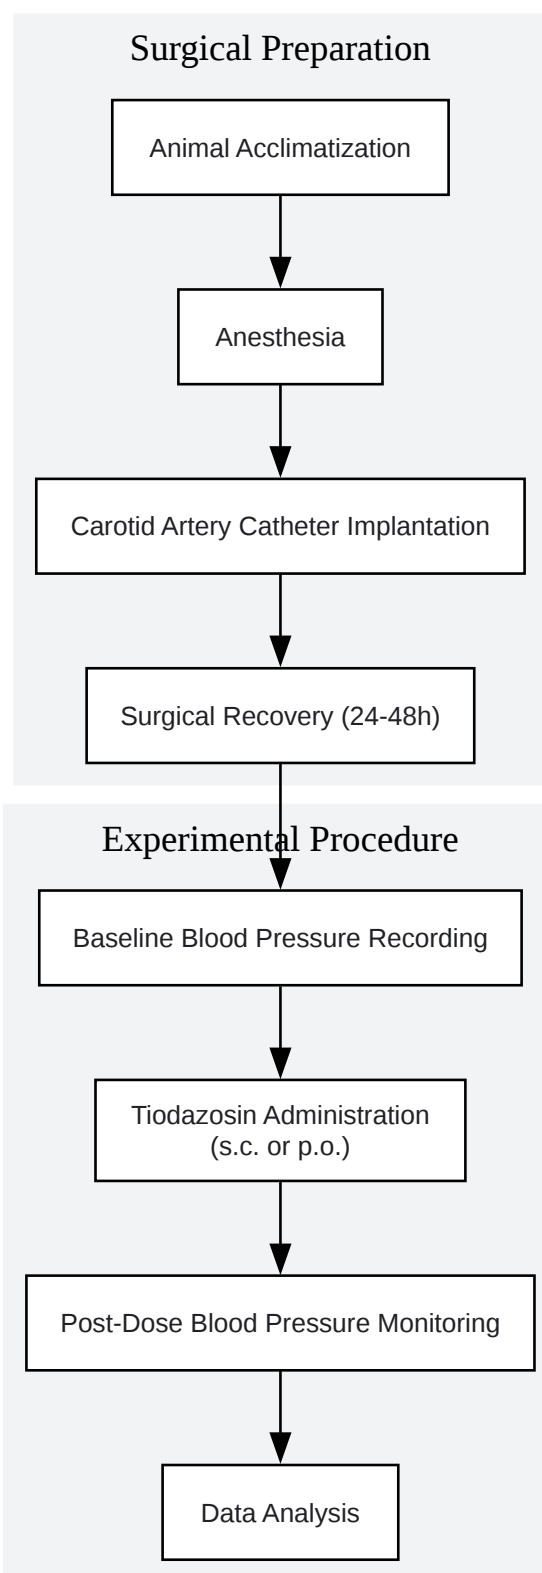 Surgical Preparation
Animal Acclimatization
Anesthesia
Carotid Artery Catheter Implantation
Surgical Recovery (24-48h)
Experimental Procedure
Baseline Blood Pressure Recording
Tiodazosin Administration
(s.c. or p.o.)
Post-Dose Blood Pressure Monitoring
Data Analysis